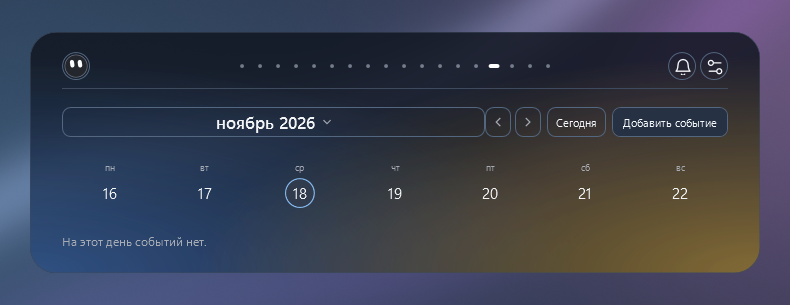 ноябрь 2026
Сегодня
Добавить событие
пн вт ср чт пт сб вс
16 17 18 19 20 21 22
На этот день событий нет.